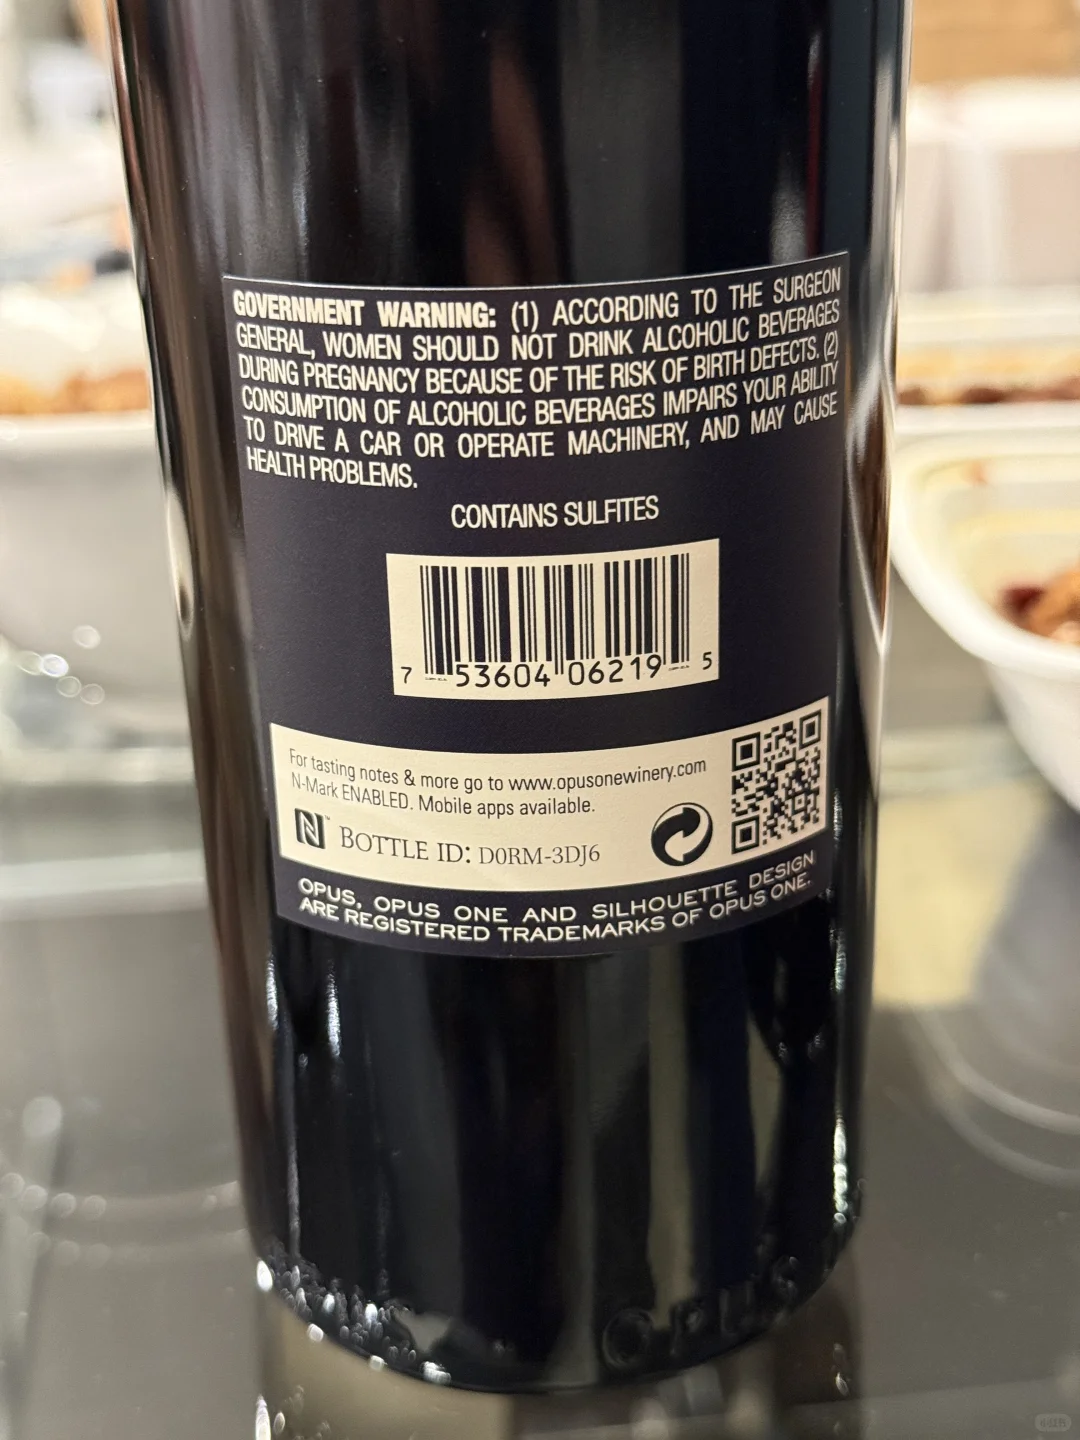 GOVERNMENT WARNING: (1) ACCORDING TO THE SURGEON
GENERAL, WOMEN SHOULD NOT DRINK ALCOHOLIC BEVERAGES
DURING PREGNANCY BECAUSE OF THE RISK OF BIRTH DEFECTS. (2)
CONSUMPTION OF ALCOHOLIC BEVERAGES IMPAIRS YOUR ABILITY
TO DRIVE A CAR OR OPERATE MACHINERY, AND MAY CAUSE
HEALTH PROBLEMS.
CONTAINS SULFITES
7 53604 06219 5
For tasting notes & more go to www.opusonewinery.com
N-Mark ENABLED. Mobile apps available.
N™ BOTTLE ID: D0RM-3DJ6
OPUS, OPUS ONE AND SILHOUETTE DESIGN
ARE REGISTERED TRADEMARKS OF OPUS ONE.
OPUS